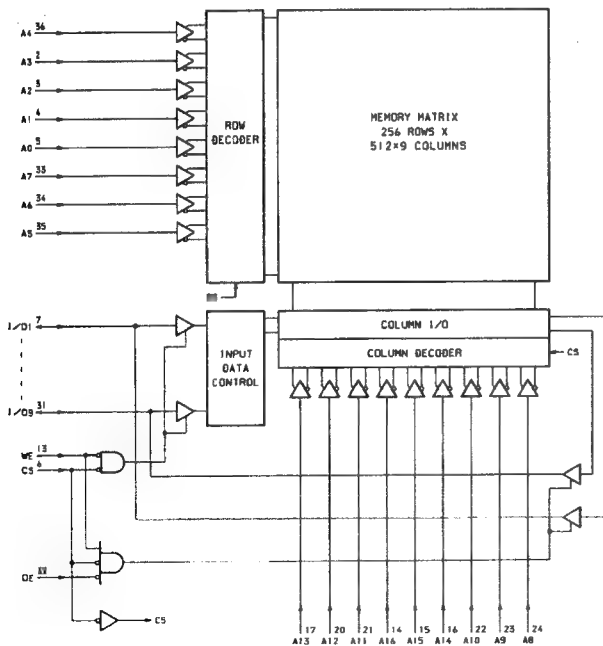 A4 36
A3 2
A2 3
A1 4
A0 5
A7 33
A6 34
A5 35
ROW
DECODER
MEMORY MATRIX
256 ROWS X
512×9 COLUMNS
I/O1 7
I/O9 31
INPUT
DATA
CONTROL
COLUMN I/O
COLUMN DECODER
CS
WE 13
CS 6
OE
CS
17 20 21 14 15 16 22 23 24
A13 A12 A11 A16 A15 A14 A10 A9 A8